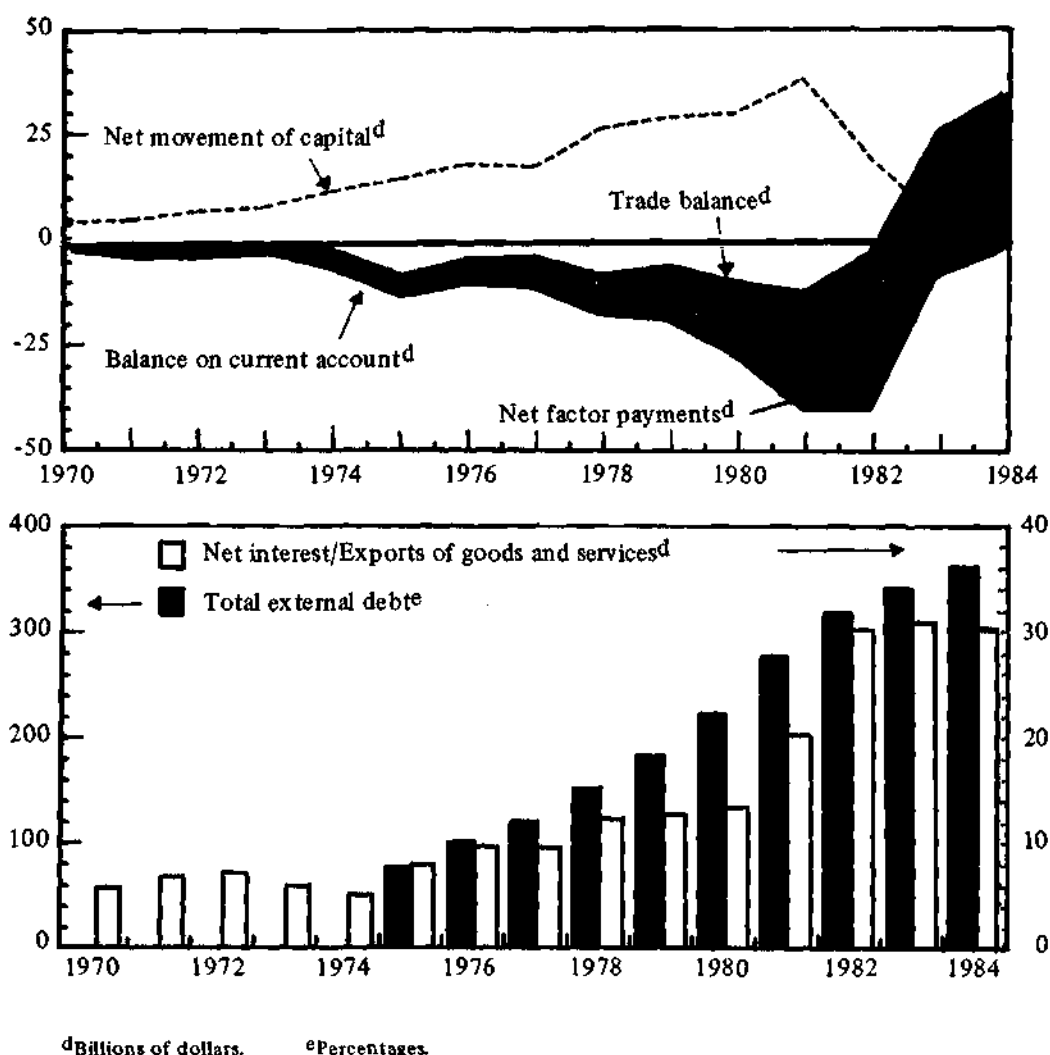 50
Net movement of capitald
25
Trade balanced
0
-25
Balance on current accountd
Net factor paymentsd
-50
1970 1972 1974 1976 1978 1980 1982 1984
400 40
Net interest/Exports of goods and servicesd
Total external debte
300 30
200 20
100 10
0 0
1970 1972 1974 1976 1978 1980 1982 1984
dBillions of dollars. ePercentages.